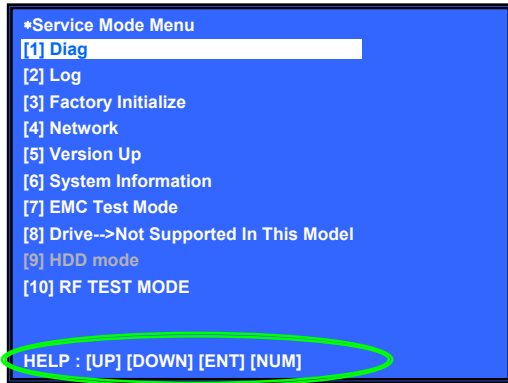 *Service Mode Menu
[1] Diag
[2] Log
[3] Factory Initialize
[4] Network
[5] Version Up
[6] System Information
[7] EMC Test Mode
[8] Drive-->Not Supported In This Model
[9] HDD mode
[10] RF TEST MODE
HELP : [UP] [DOWN] [ENT] [NUM]